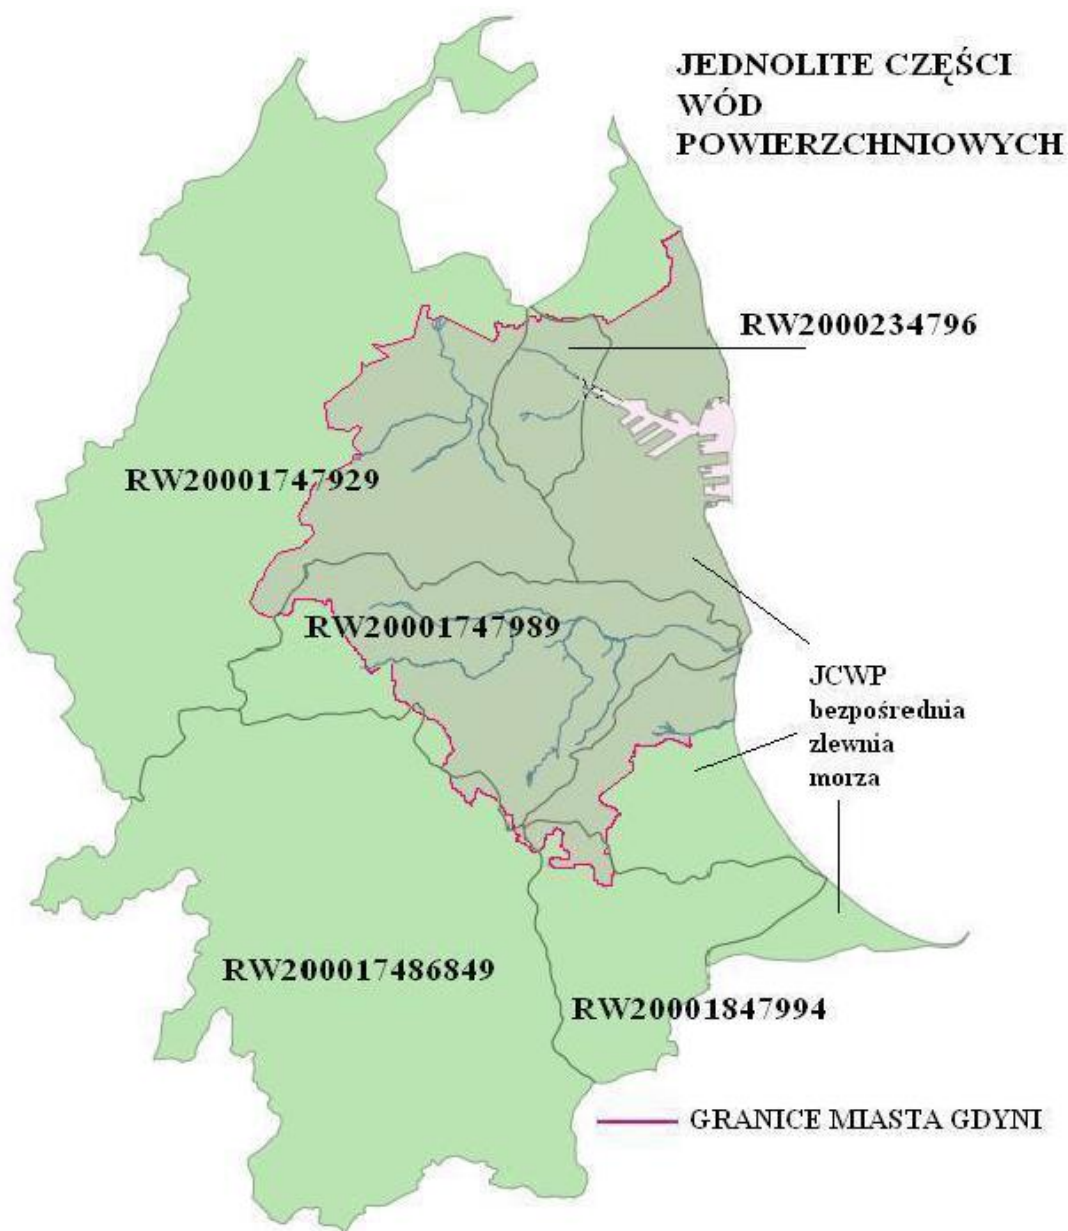 JEDNOLITE CZĘŚCI
WÓD
POWIERZCHNIOWYCH
RW2000234796
RW20001747929
RW20001747989
JCWP
bezpośrednia
zlewnia
morza
RW200017486849
RW20001847994
GRANICE MIASTA GDYNI